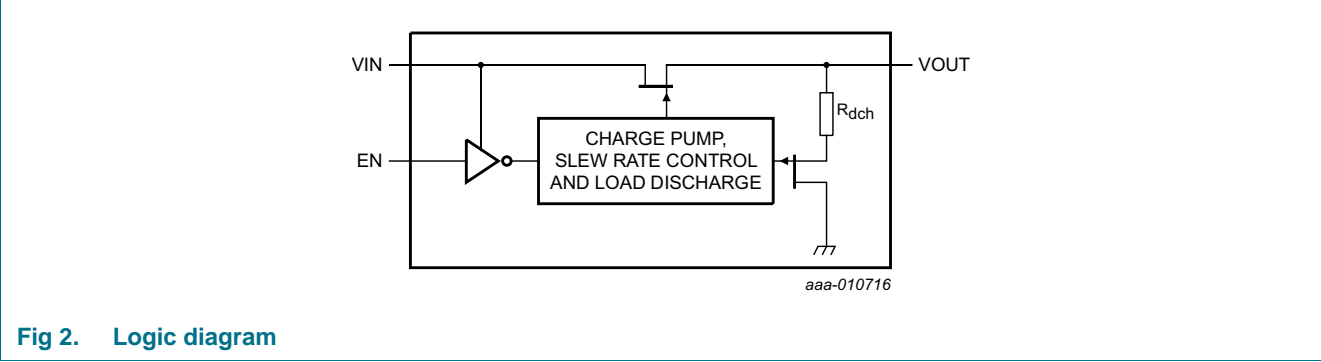 VIN
VOUT
Rdch
CHARGE PUMP,
SLEW RATE CONTROL
AND LOAD DISCHARGE
EN
aaa-010716
Fig 2. Logic diagram